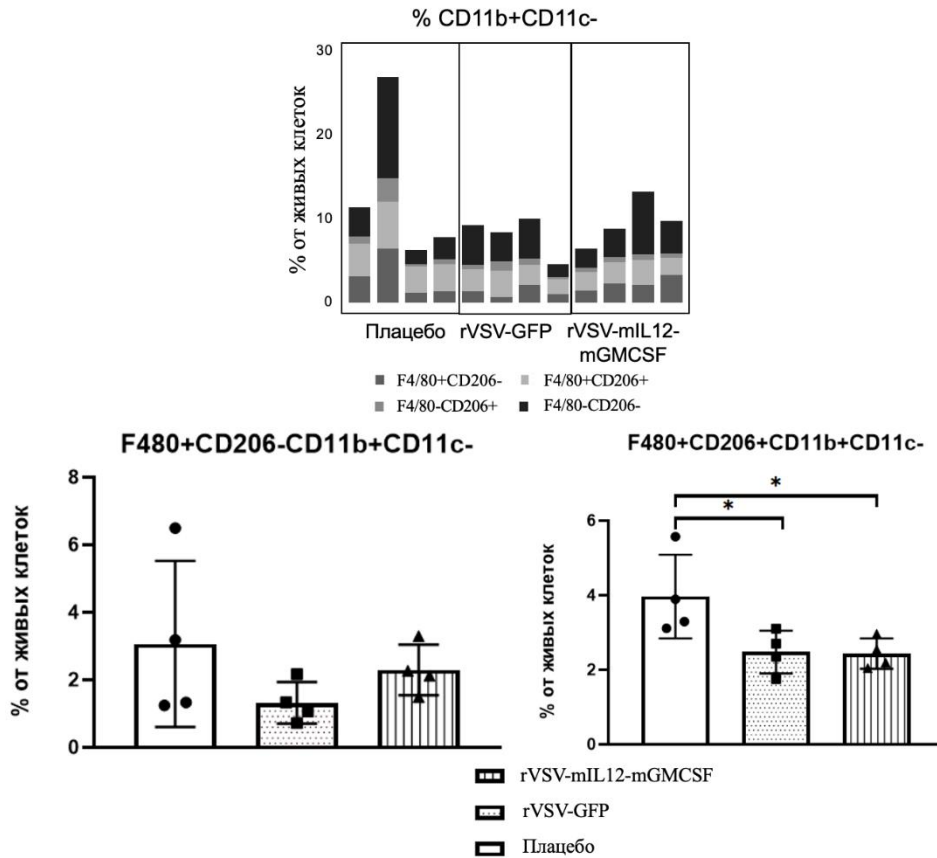 % CD11b+CD11c-
% от живых клеток
30
20
10
0
Плацебо
rVSV-GFP
rVSV-mIL12-
mGMCSF
F4/80+CD206-
F4/80+CD206+
F4/80-CD206+
F4/80-CD206-
F480+CD206-CD11b+CD11c-
% от живых клеток
8
6
4
2
0
F480+CD206+CD11b+CD11c-
% от живых клеток
6
4
2
0
*
*
rVSV-mIL12-mGMCSF
rVSV-GFP
Плацебо